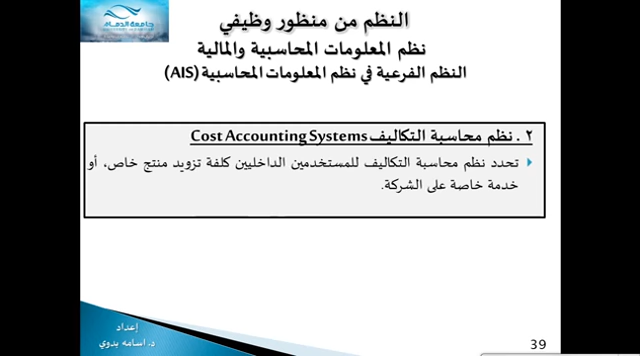 جامعة الدمام
النظم من منظور وظيفي
نظم المعلومات المحاسبية والمالية
النظم الفرعية في نظم المعلومات المحاسبية (AIS)
٢ . نظم محاسبة التكاليف Cost Accounting Systems
تحدد نظم محاسبة التكاليف للمستخدمين الداخليين كلفة تزويد منتج خاص، أو
خدمة خاصة على الشركة.
إعداد
د. اسامه بدوي
39